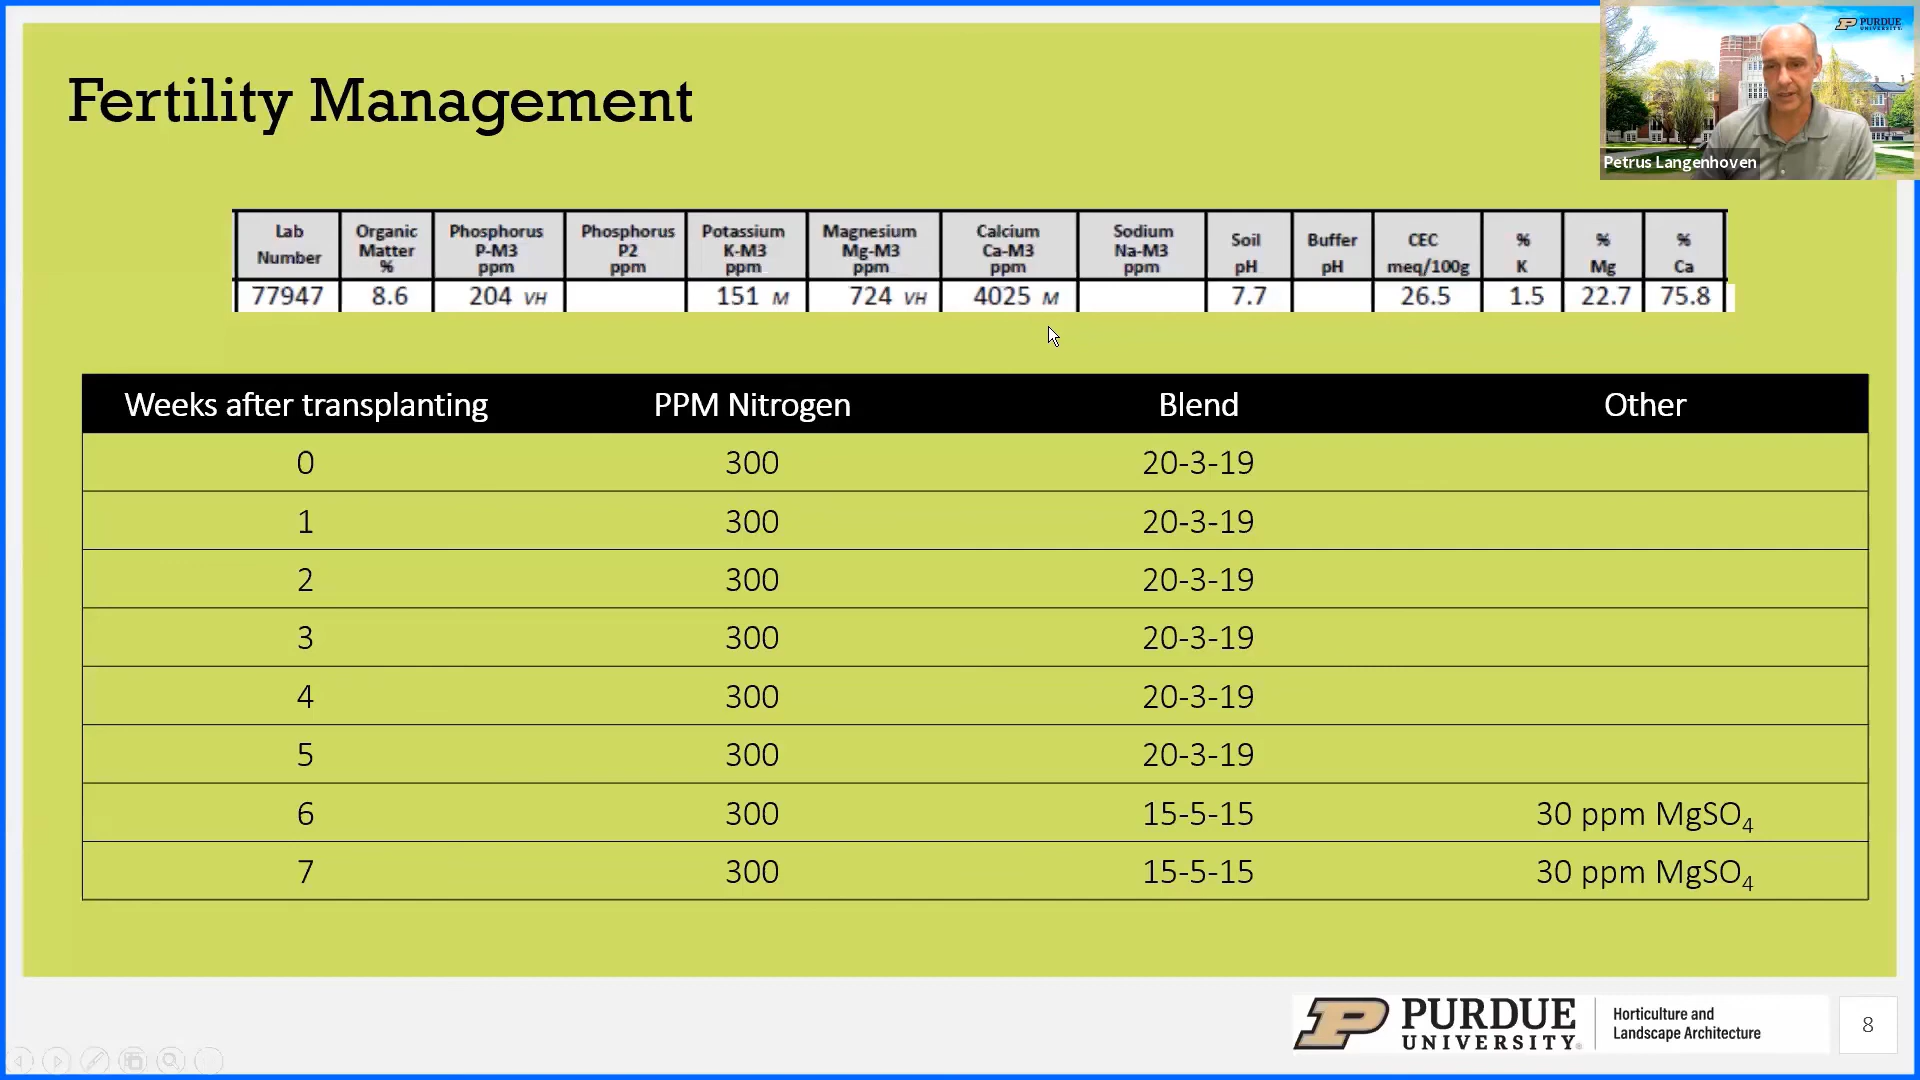 Fertility Management
P PURDUE UNIVERSITY
Petrus Langenhoven
Lab Number | Organic Matter % | Phosphorus P-M3 ppm | Phosphorus P2 ppm | Potassium K-M3 ppm | Magnesium Mg-M3 ppm | Calcium Ca-M3 ppm | Sodium Na-M3 ppm | Soil pH | Buffer pH | CEC meq/100g | % K | % Mg | % Ca
77947 | 8.6 | 204 VH | | 151 M | 724 VH | 4025 M | | 7.7 | | 26.5 | 1.5 | 22.7 | 75.8
Weeks after transplanting | PPM Nitrogen | Blend | Other
0 | 300 | 20-3-19
1 | 300 | 20-3-19
2 | 300 | 20-3-19
3 | 300 | 20-3-19
4 | 300 | 20-3-19
5 | 300 | 20-3-19
6 | 300 | 15-5-15 | 30 ppm MgSO₄
7 | 300 | 15-5-15 | 30 ppm MgSO₄
P PURDUE UNIVERSITY®
Horticulture and
Landscape Architecture
8